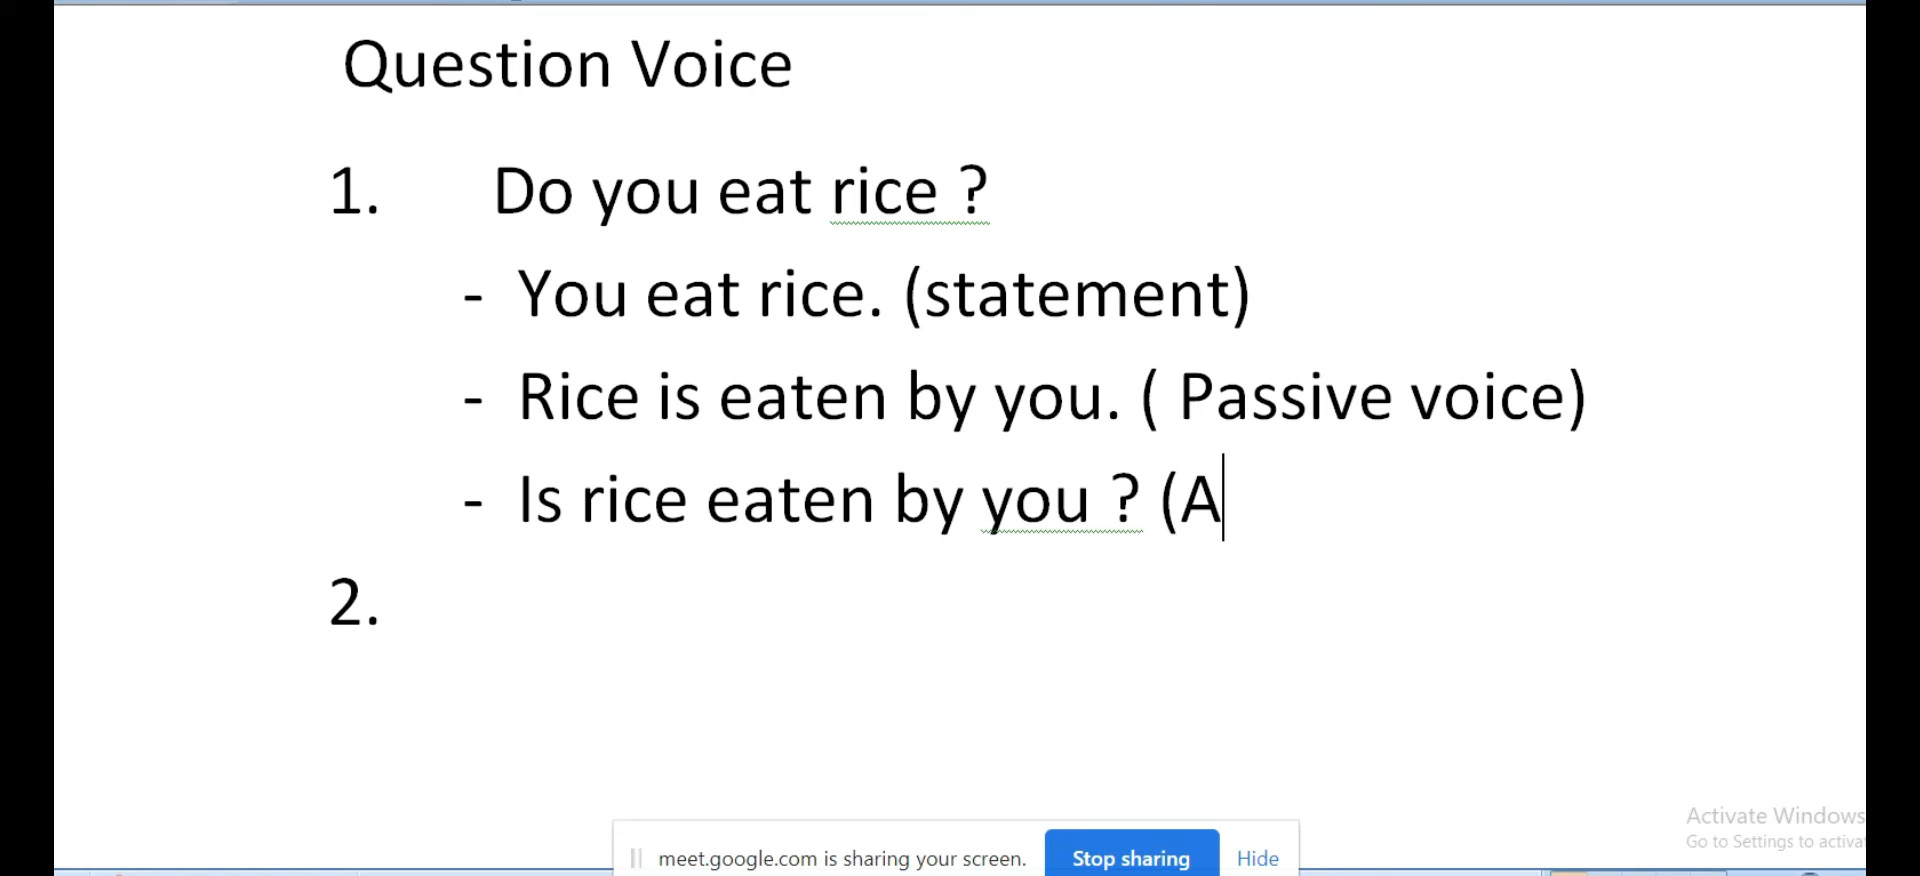 Question Voice
1. Do you eat rice ?
- You eat rice. (statement)
- Rice is eaten by you. ( Passive voice)
- Is rice eaten by you ? (A
2.
Activate Windows
Go to Settings to activat
meet.google.com is sharing your screen. Stop sharing Hide